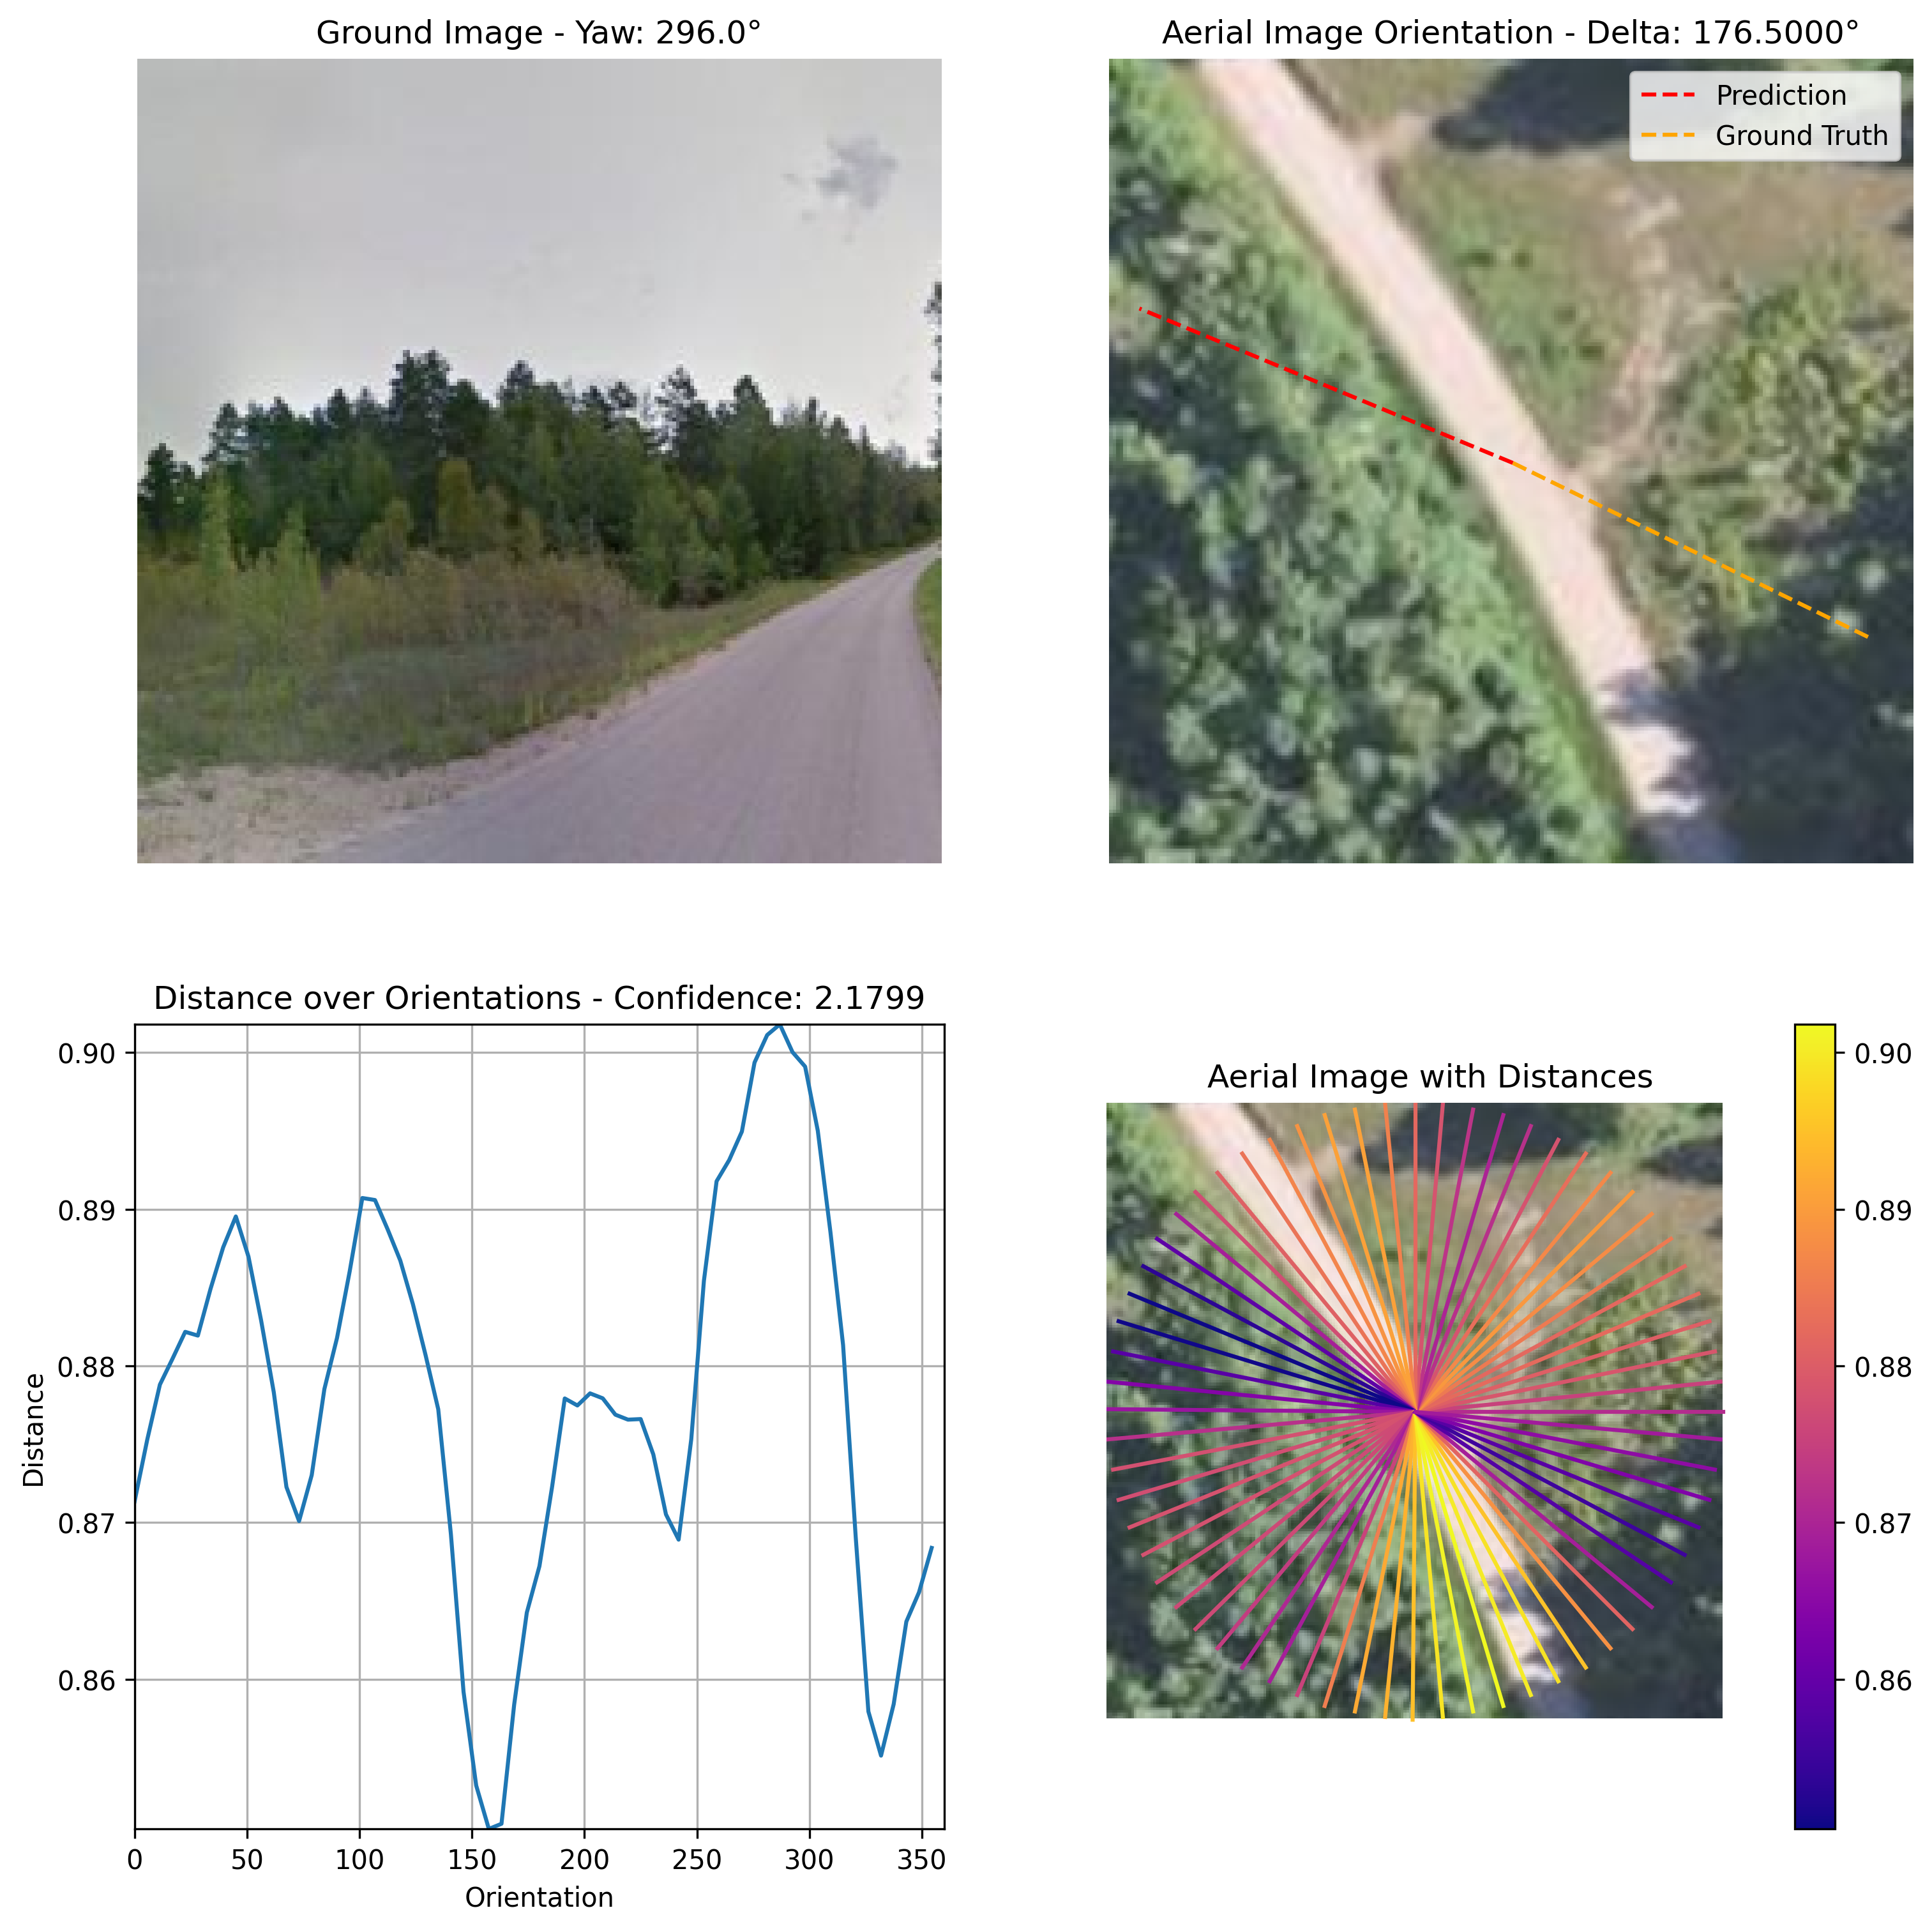 Ground Image - Yaw: 296.0°
Aerial Image Orientation - Delta: 176.5000°
Prediction
Ground Truth
Distance over Orientations - Confidence: 2.1799
0.90
0.89
0.88
0.87
0.86
Distance
0
50
100
150
200
250
300
350
Orientation
Aerial Image with Distances
0.90
0.89
0.88
0.87
0.86